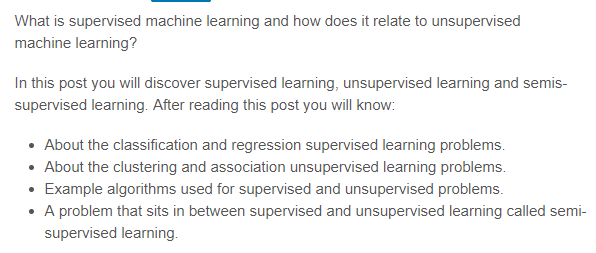 What is supervised machine learning and how does it relate to unsupervised
machine learning?
In this post you will discover supervised learning, unsupervised learning and semis-
supervised learning. After reading this post you will know:
• About the classification and regression supervised learning problems.
• About the clustering and association unsupervised learning problems.
• Example algorithms used for supervised and unsupervised problems.
• A problem that sits in between supervised and unsupervised learning called semi-
supervised learning.